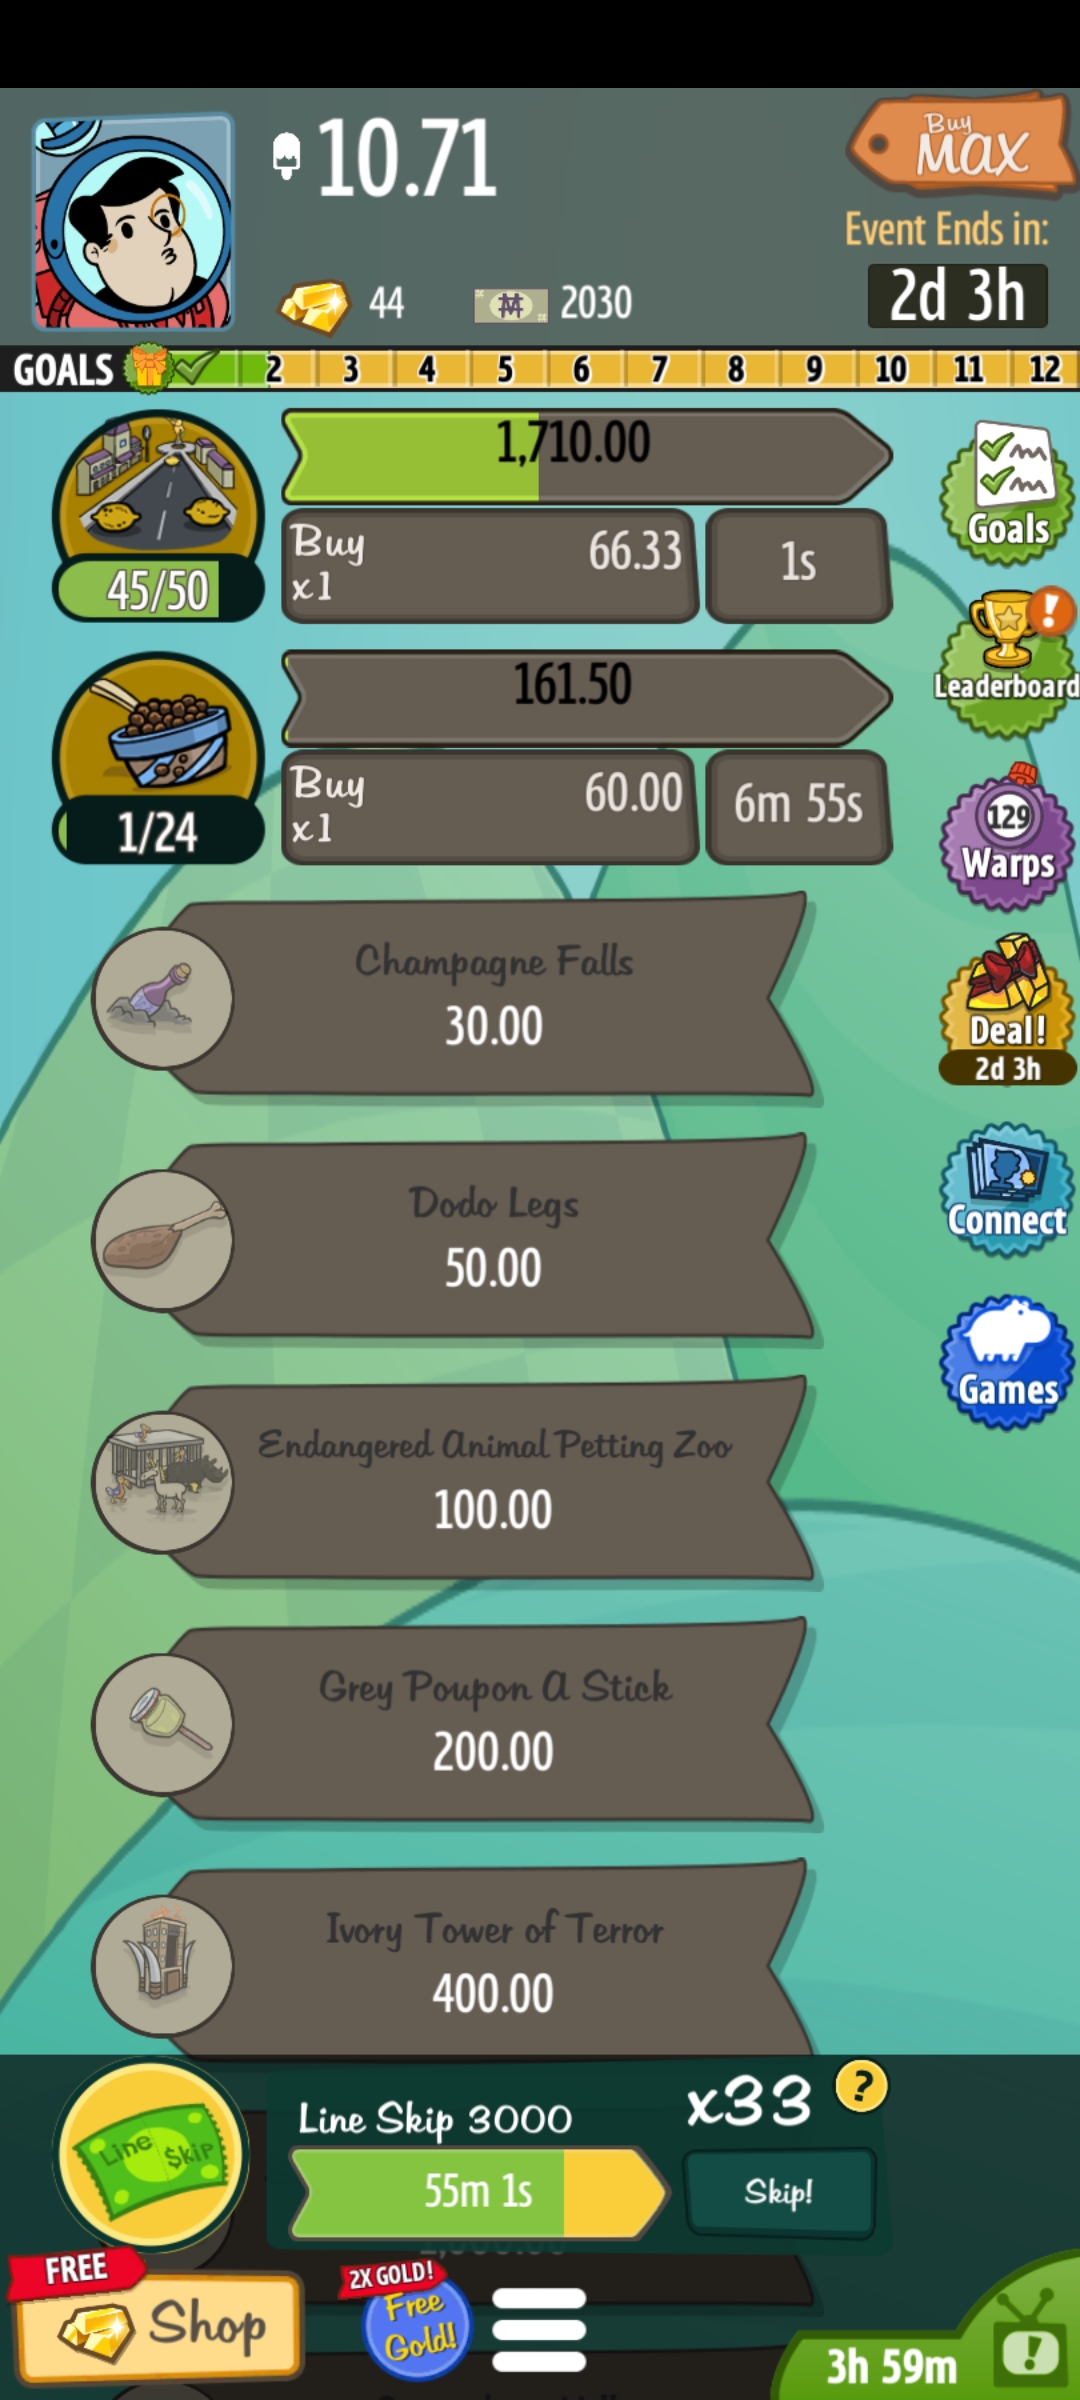 10.71
Buy
MAX
Event Ends in:
2d 3h
44
2030
GOALS 2 3 4 5 6 7 8 9 10 11 12
1,710.00
Buy
x1
66.33
1s
45/50
Goals
Leaderboard
161.50
Buy
x1
60.00
6m 55s
1/24
129
Warps
Champagne Falls
30.00
Deal!
2d 3h
Dodo Legs
50.00
Connect
Games
Endangered Animal Petting Zoo
100.00
Grey Poupon A Stick
200.00
Ivory Tower of Terror
400.00
Line $kip
Line Skip 3000
x33
?
55m 1s
Skip!
FREE
Shop
2X GOLD!
Free
Gold!
3h 59m